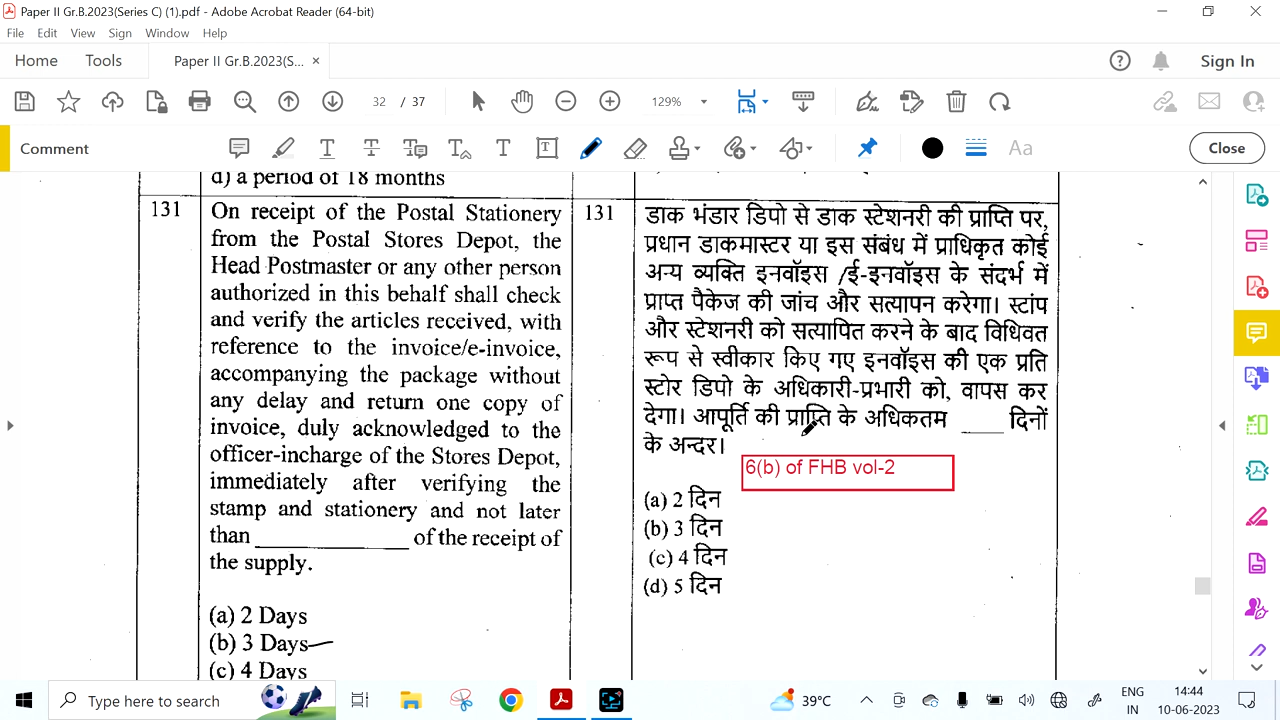 Paper II Gr.B.2023(Series C) (1).pdf - Adobe Acrobat Reader (64-bit)
File Edit View Sign Window Help
Home Tools Paper II Gr.B.2023(S... × Sign In
32 / 37 129%
Comment Aa Close
d) a period of 18 months
131
On receipt of the Postal Stationery
from the Postal Stores Depot, the
Head Postmaster or any other person
authorized in this behalf shall check
and verify the articles received, with
reference to the invoice/e-invoice,
accompanying the package without
any delay and return one copy of
invoice, duly acknowledged to the
officer-incharge of the Stores Depot,
immediately after verifying the
stamp and stationery and not later
than ______________ of the receipt of
the supply.
(a) 2 Days
(b) 3 Days
(c) 4 Days
131
डाक भंडार डिपो से डाक स्टेशनरी की प्राप्ति पर,
प्रधान डाकमास्टर या इस संबंध में प्राधिकृत कोई
अन्य व्यक्ति इनवॉइस /ई-इनवॉइस के संदर्भ में
प्राप्त पैकेज की जांच और सत्यापन करेगा। स्टांप
और स्टेशनरी को सत्यापित करने के बाद विधिवत
रूप से स्वीकार किए गए इनवॉइस की एक प्रति
स्टोर डिपो के अधिकारी-प्रभारी को, वापस कर
देगा। आपूर्ति की प्राप्ति के अधिकतम ____ दिनों
के अन्दर।
6(b) of FHB vol-2
(a) 2 दिन
(b) 3 दिन
(c) 4 दिन
(d) 5 दिन
Type here to search
39°C
ENG
IN
14:44
10-06-2023